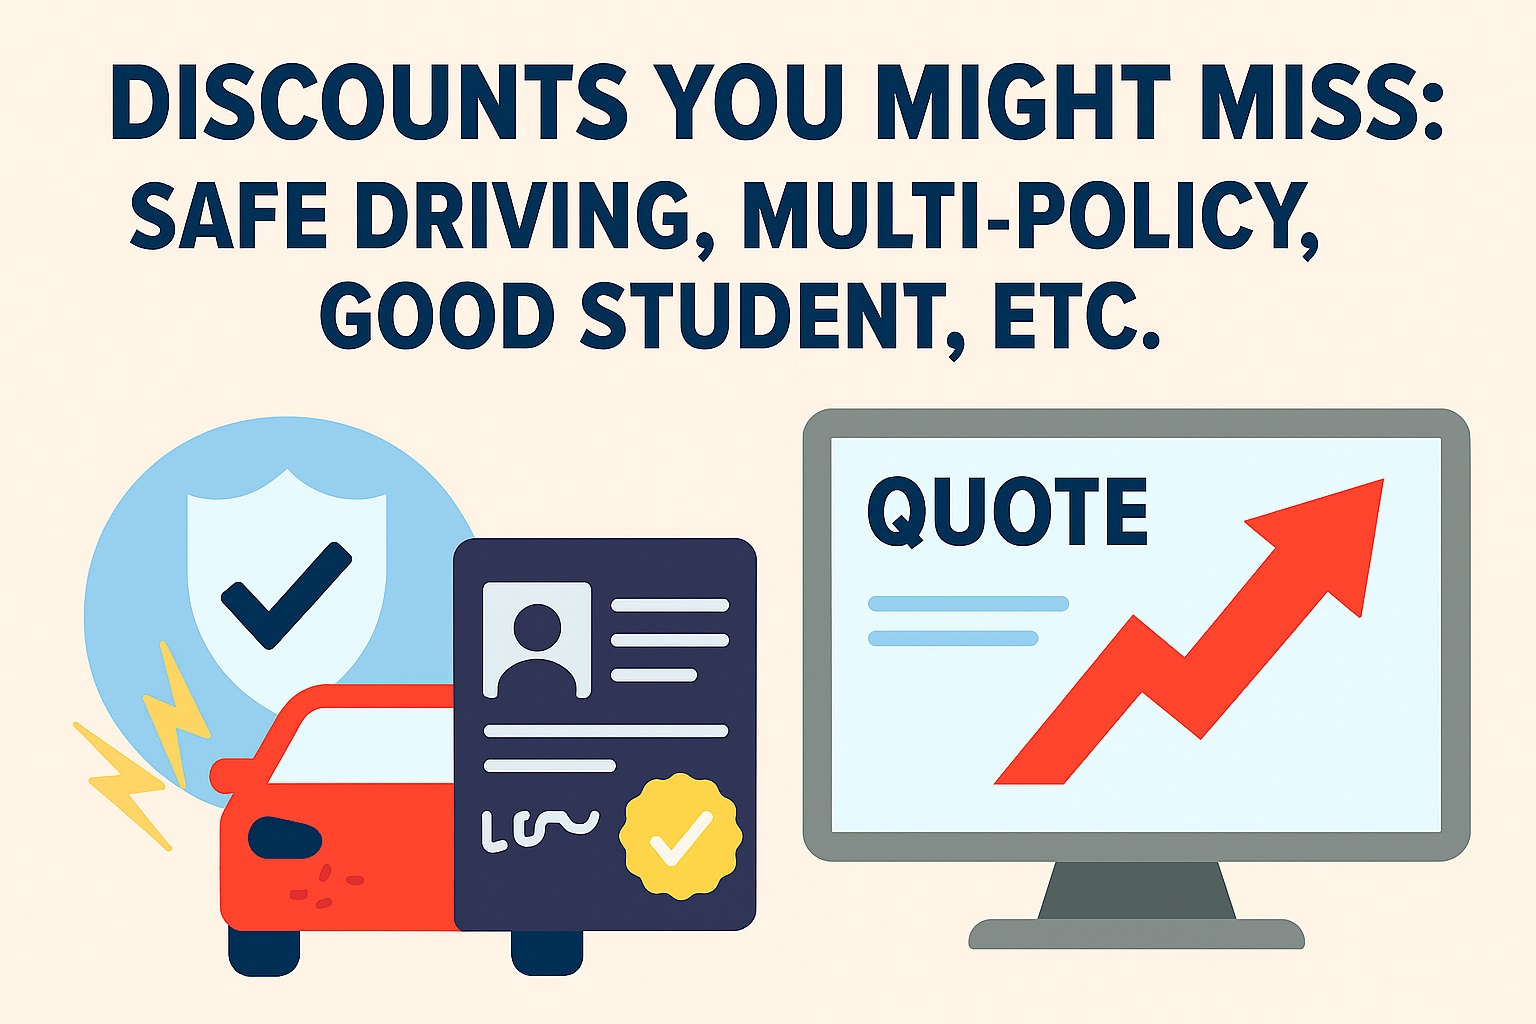 DISCOUNTS YOU MIGHT MISS:
SAFE DRIVING, MULTI-POLICY,
GOOD STUDENT, ETC.
QUOTE